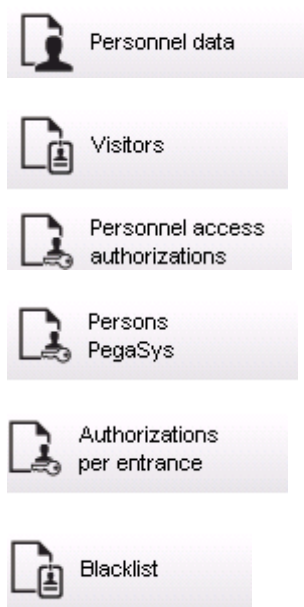 Personnel data
Visitors
Personnel access
authorizations
Persons
PegaSys
Authorizations
per entrance
Blacklist